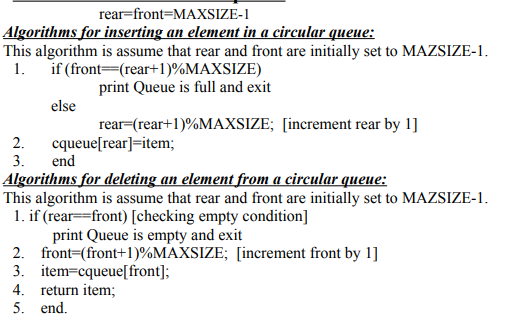 rear=front=MAXSIZE-1
Algorithms for inserting an element in a circular queue:
This algorithm is assume that rear and front are initially set to MAZSIZE-1.
1. if (front==(rear+1)%MAXSIZE)
print Queue is full and exit
else
rear=(rear+1)%MAXSIZE; [increment rear by 1]
2. cqueue[rear]=item;
3. end
Algorithms for deleting an element from a circular queue:
This algorithm is assume that rear and front are initially set to MAZSIZE-1.
1. if (rear==front) [checking empty condition]
print Queue is empty and exit
2. front=(front+1)%MAXSIZE; [increment front by 1]
3. item=cqueue[front];
4. return item;
5. end.